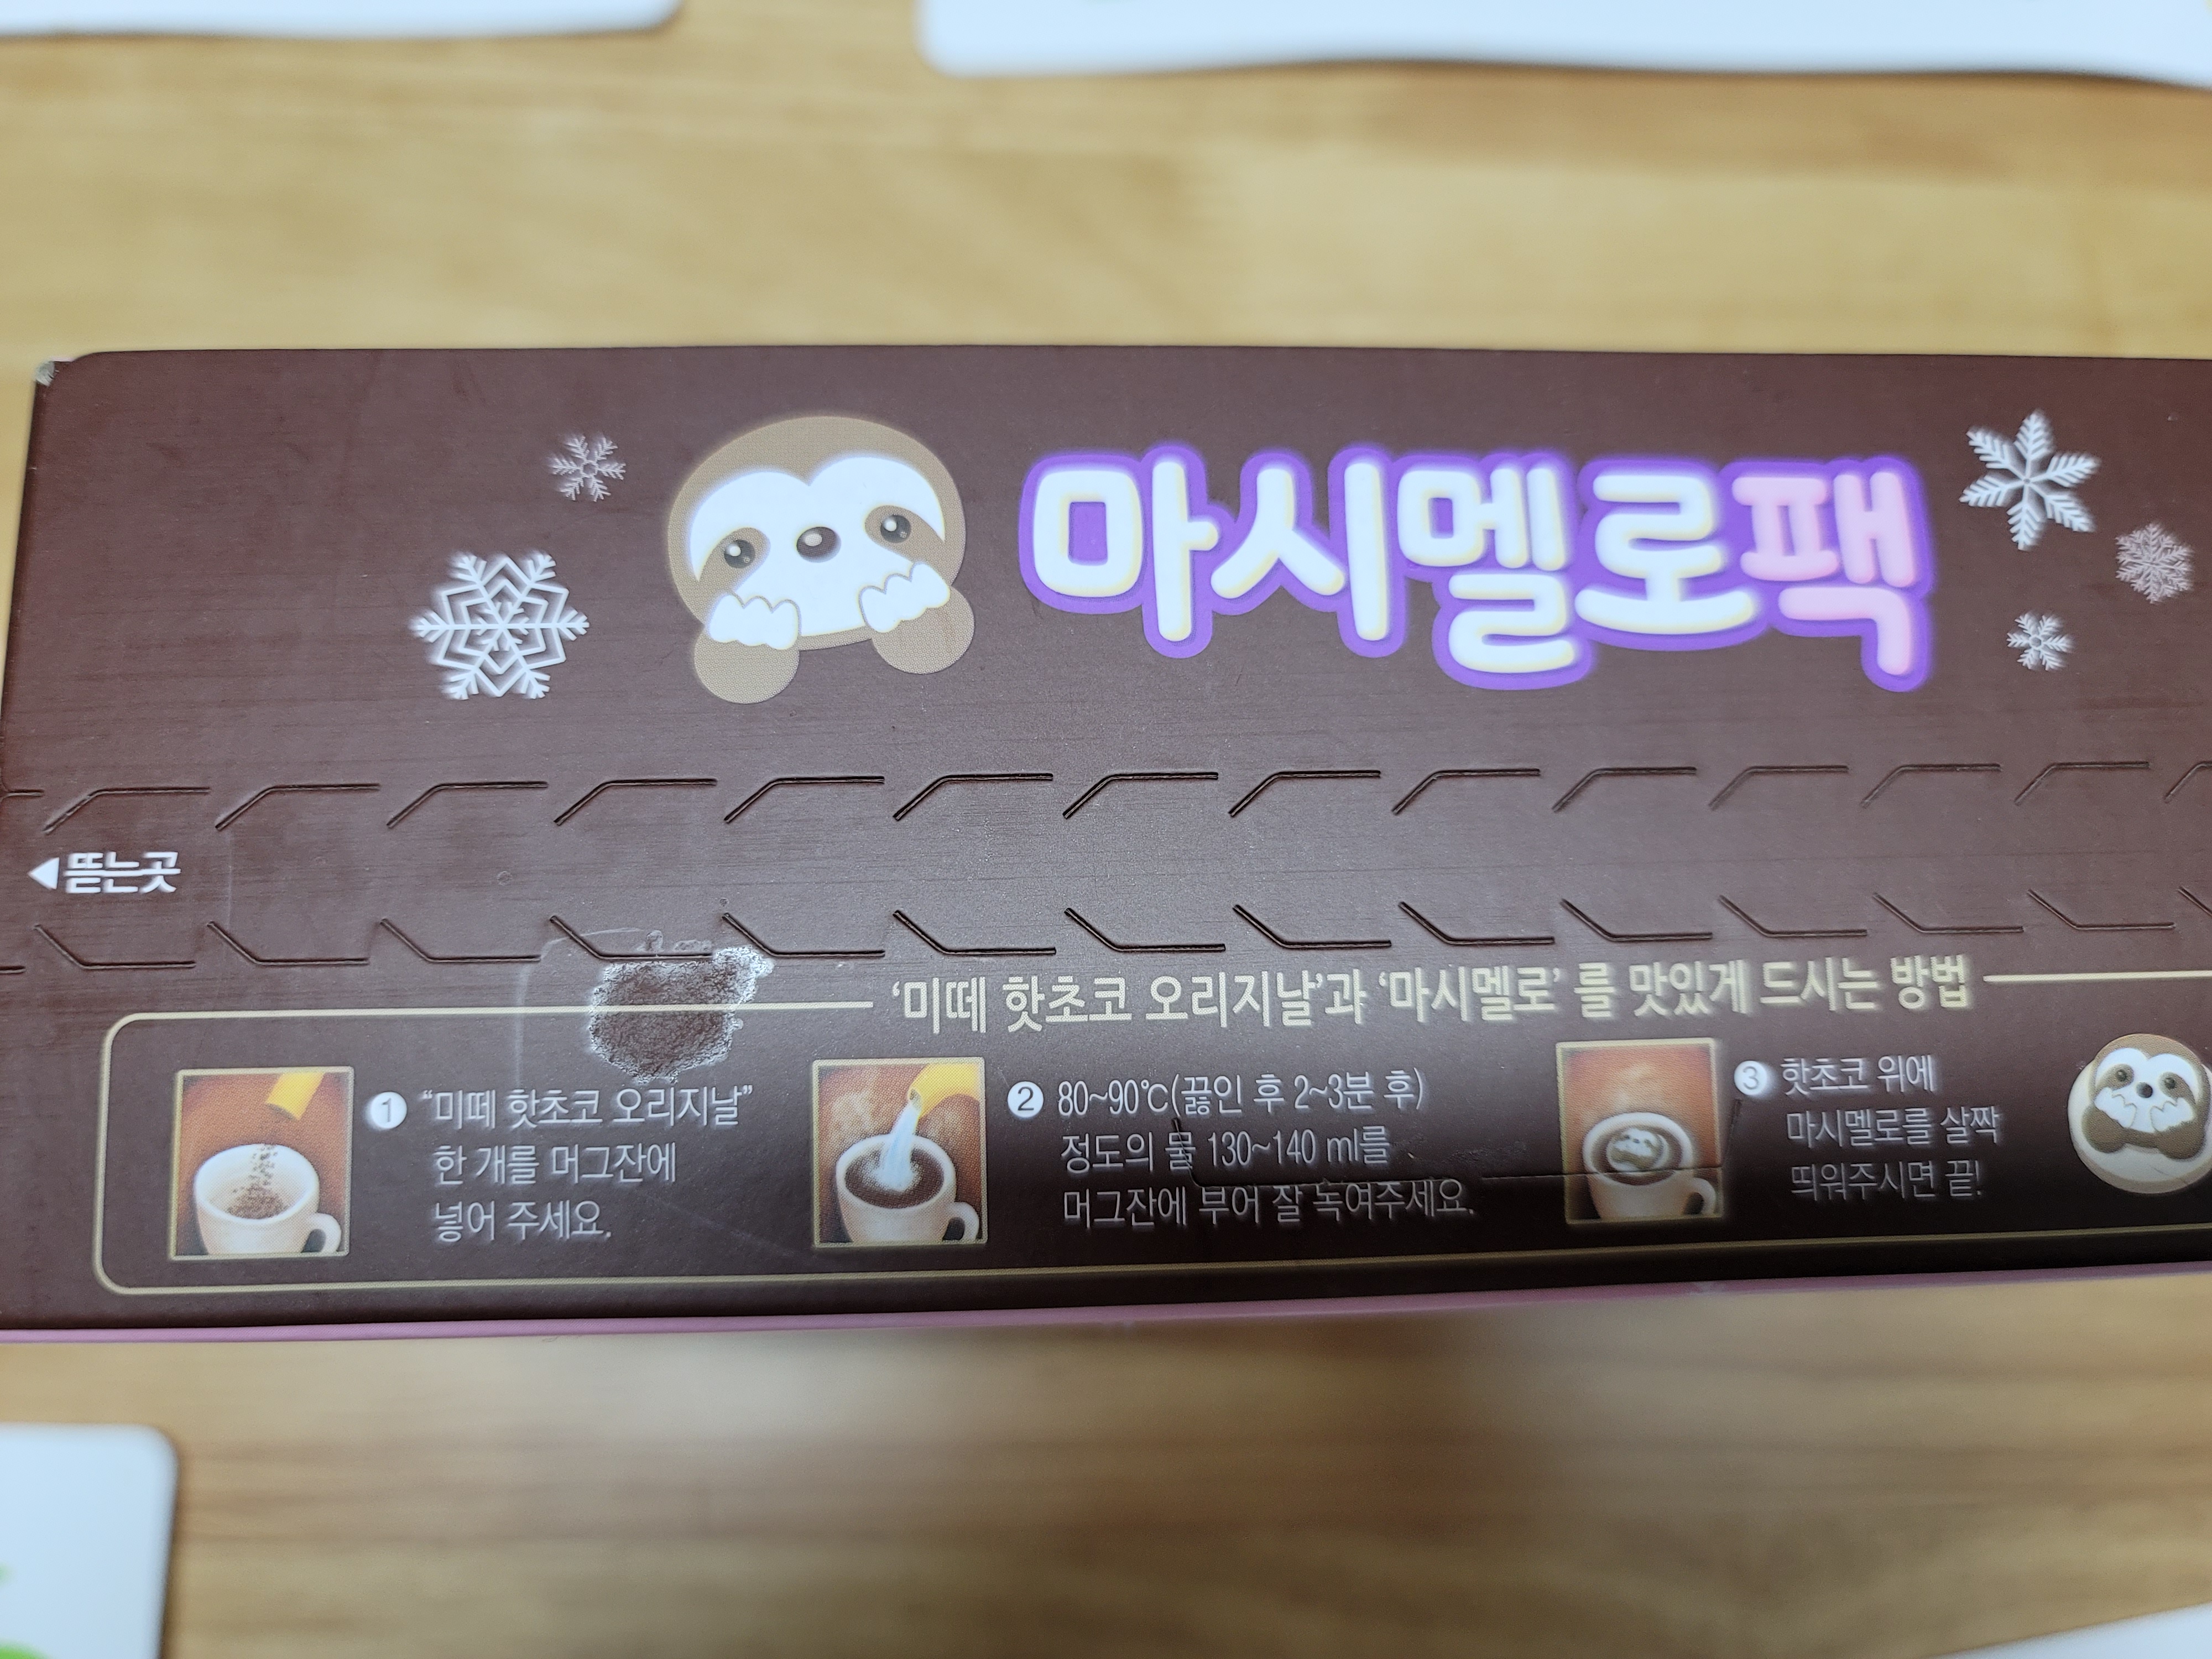 마시멜로팩
◀뜯는곳
‘미떼 핫초코 오리지날’과 ‘마시멜로’ 를 맛있게 드시는 방법
① “미떼 핫초코 오리지날”
한 개를 머그잔에
넣어 주세요.
② 80~90℃(끓인 후 2~3분 후)
정도의 물 130~140 ml를
머그잔에 부어 잘 녹여주세요.
③ 핫초코 위에
마시멜로를 살짝
띄워주시면 끝!